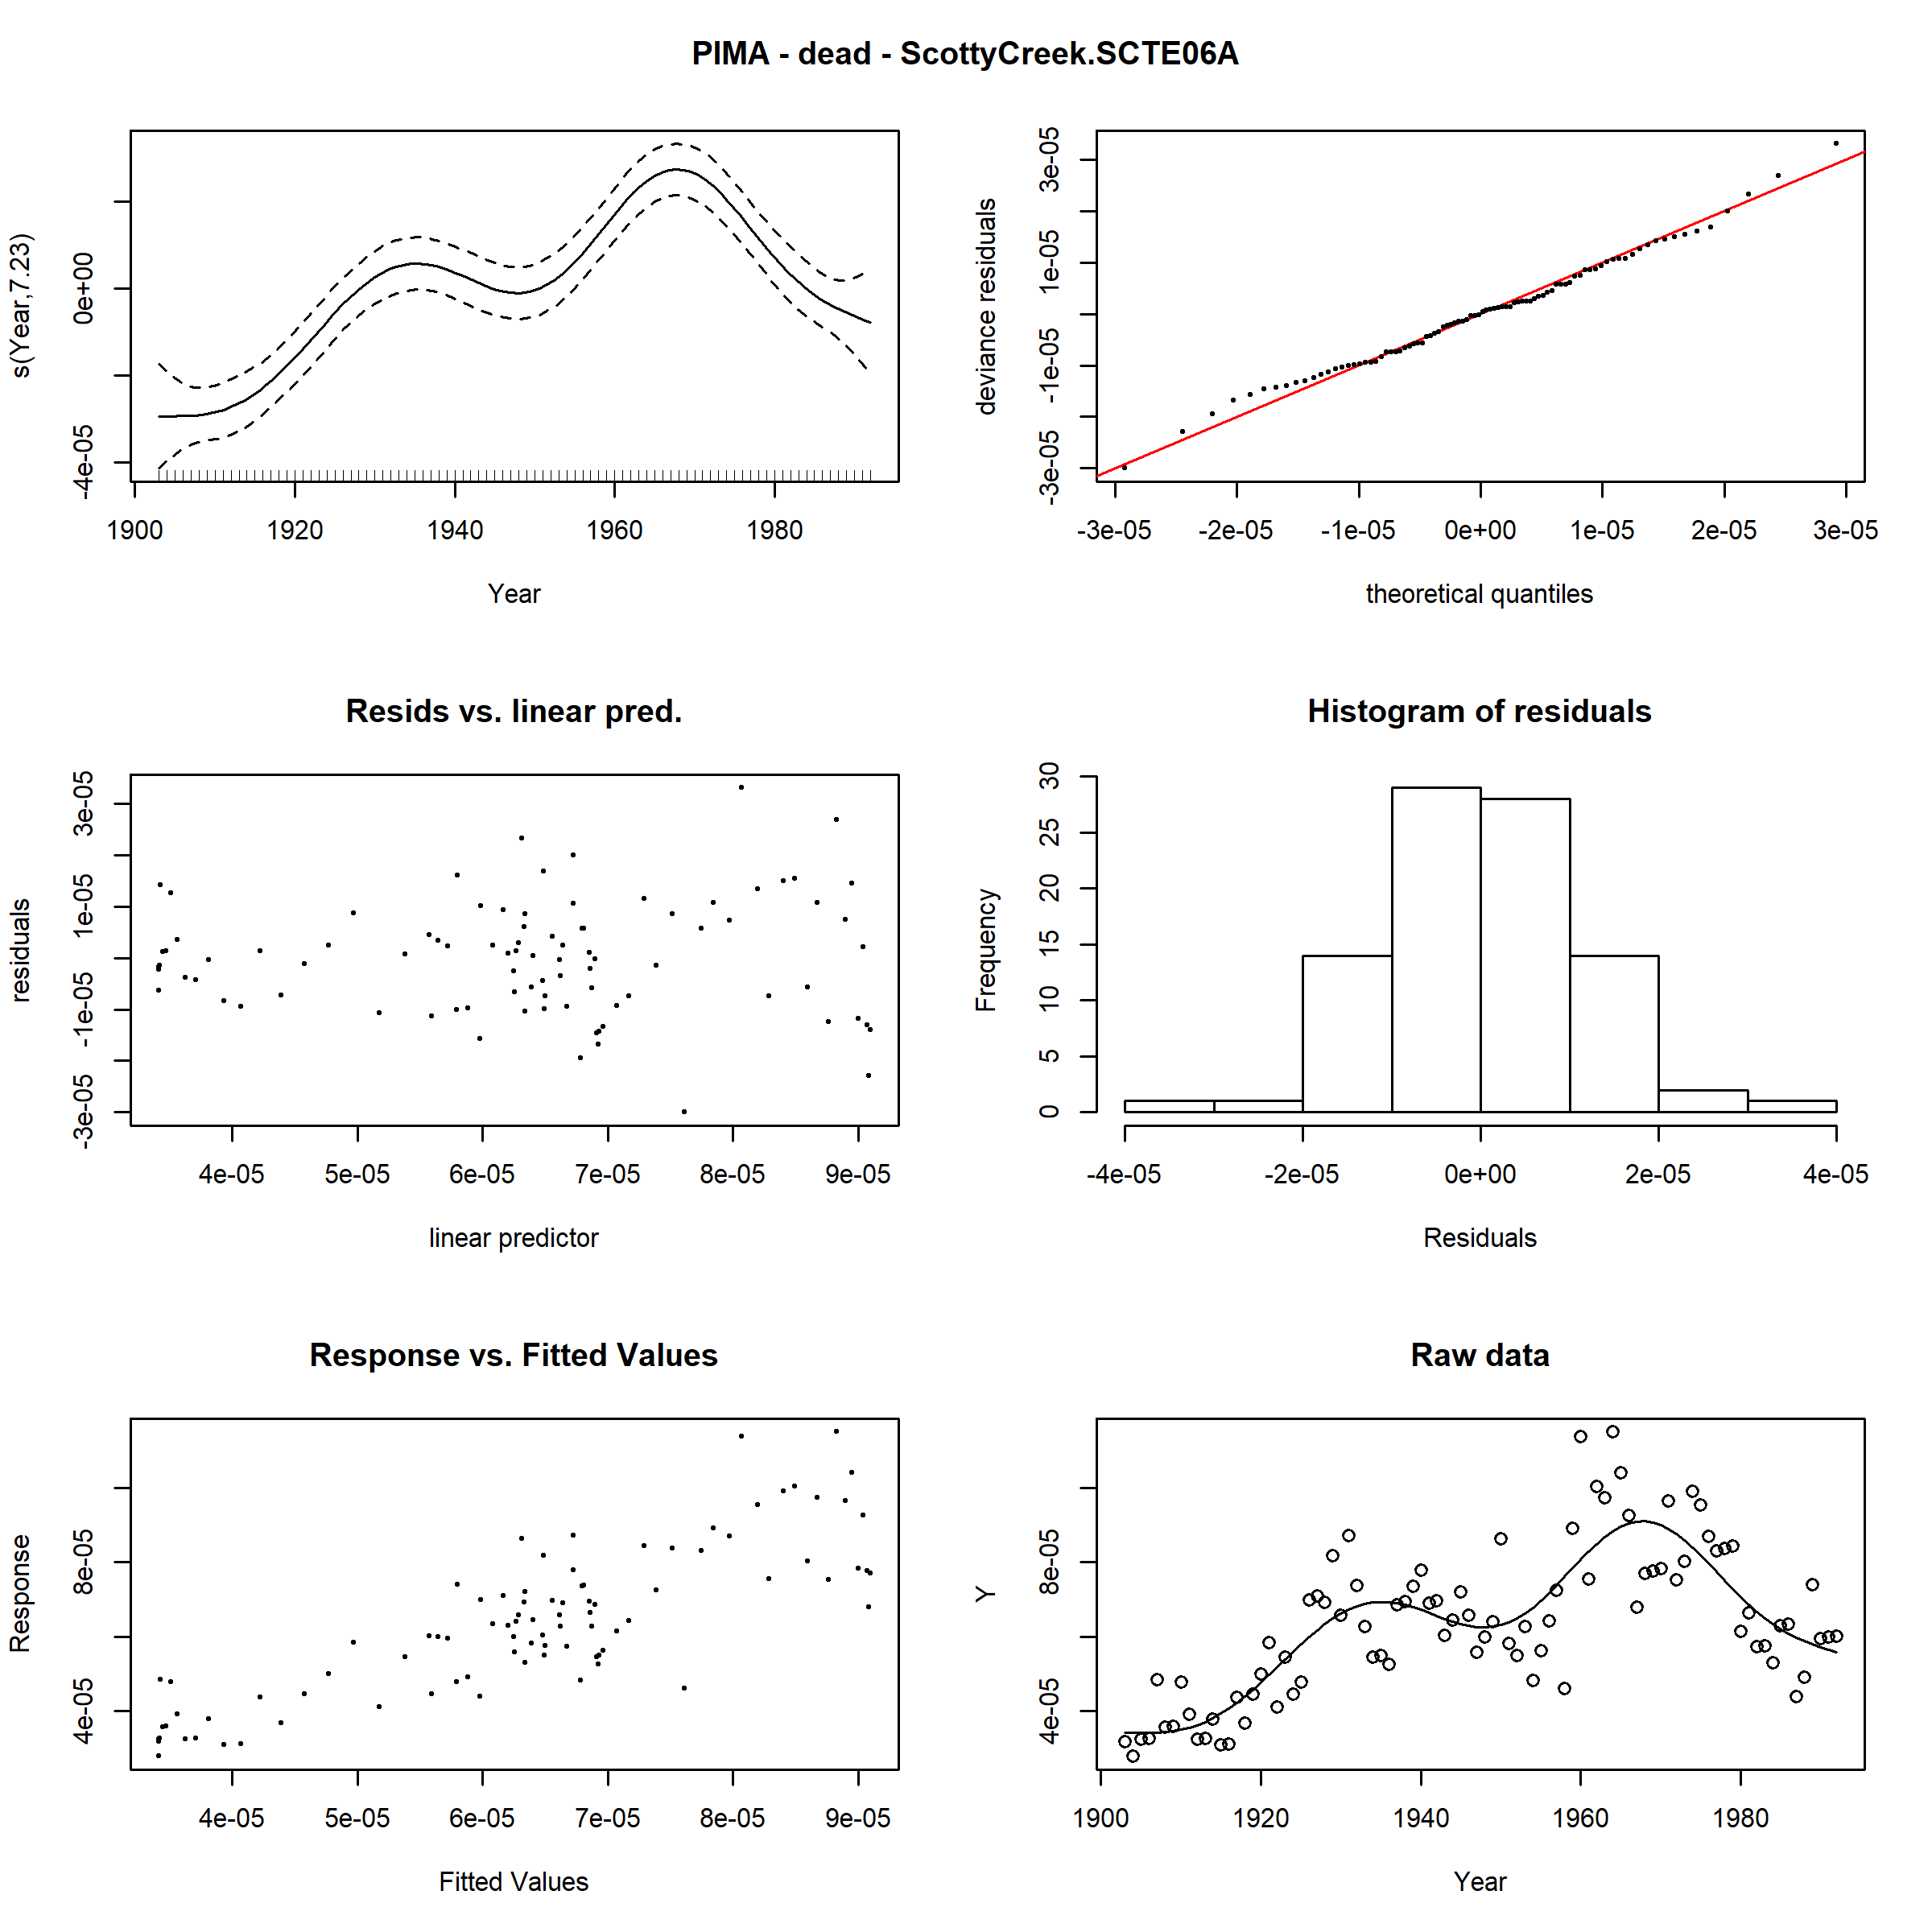 PIMA - dead - ScottyCreek.SCTE06A
s(Year,7.23)
-4e-05
0e+00
1900 1920 1940 1960 1980
Year
deviance residuals
-3e-05 -1e-05 1e-05 3e-05
-3e-05 -2e-05 -1e-05 0e+00 1e-05 2e-05 3e-05
theoretical quantiles
Resids vs. linear pred.
residuals
-3e-05 -1e-05 1e-05 3e-05
4e-05 5e-05 6e-05 7e-05 8e-05 9e-05
linear predictor
Histogram of residuals
Frequency
0 5 10 15 20 25 30
-4e-05 -2e-05 0e+00 2e-05 4e-05
Residuals
Response vs. Fitted Values
Response
4e-05 8e-05
4e-05 5e-05 6e-05 7e-05 8e-05 9e-05
Fitted Values
Raw data
Y
4e-05 8e-05
1900 1920 1940 1960 1980
Year